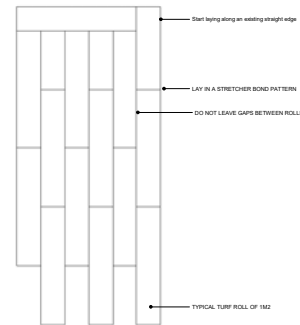 Start laying along an existing straight edge
LAY IN A STRETCHER BOND PATTERN
DO NOT LEAVE GAPS BETWEEN ROLL
TYPICAL TURF ROLL OF 1M2